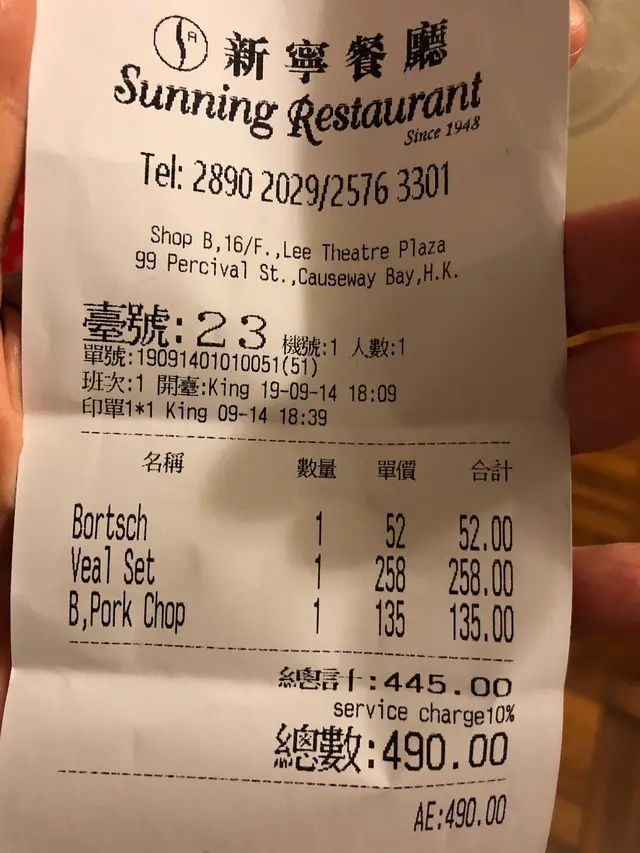 A
新寧餐廳
Sunning Restaurant
Since 1948
Tel: 2890 2029/2576 3301
Shop B,16/F.,Lee Theatre Plaza
99 Percival St.,Causeway Bay,H.K.
臺號:23 機號:1 人數:1
單號:19091401010051(51)
班次:1 開臺:King 19-09-14 18:09
印單1*1 King 09-14 18:39
名稱 數量 單價 合計
Bortsch 1 52 52.00
Veal Set 1 258 258.00
B,Pork Chop 1 135 135.00
總計:445.00
service charge10%
總數:490.00
AE:490.00